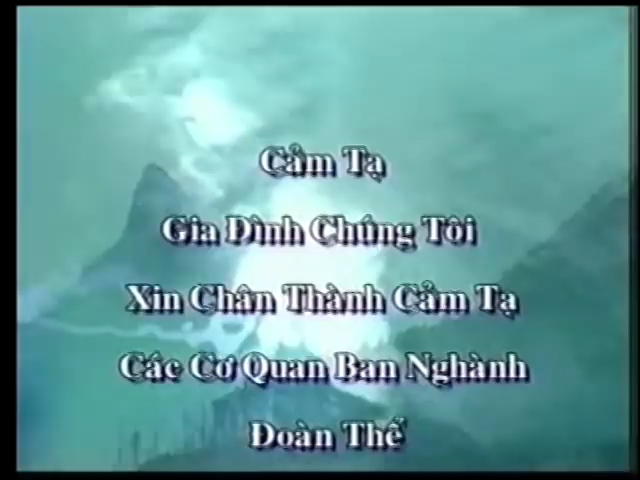 Cảm Tạ
Gia Đình Chúng Tôi
Xin Chân Thành Cảm Tạ
Các Cơ Quan Ban Nghành
Đoàn Thể